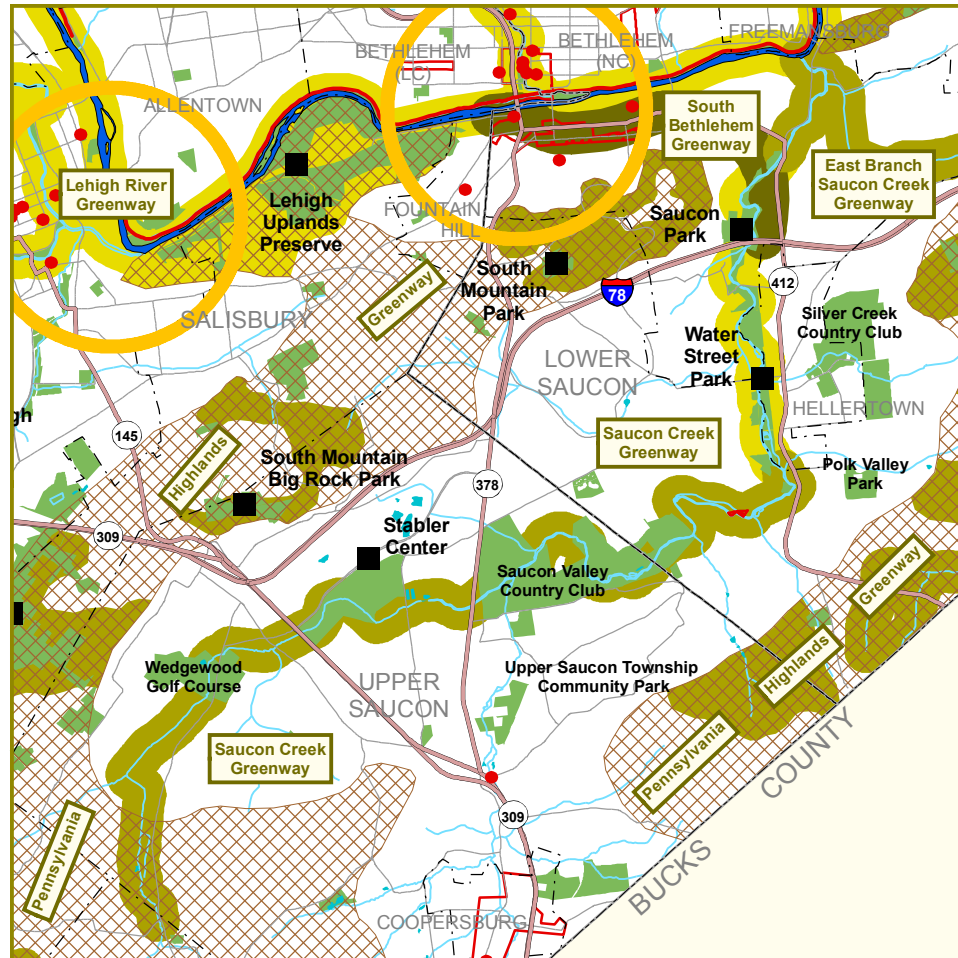 BETHLEHEM
(LC)
BETHLEHEM
(NC)
FREEMANSBURG
ALLENTOWN
South
Bethlehem
Greenway
East Branch
Saucon Creek
Greenway
Lehigh River
Greenway
Lehigh
Uplands
Preserve
FOUNTAIN
HILL
Saucon
Park
South
Mountain
Park
Greenway
78
412
SALISBURY
Silver Creek
Country Club
Water
Street
Park
LOWER
SAUCON
HELLERTOWN
gh
145
Highlands
South Mountain
Big Rock Park
Saucon Creek
Greenway
Polk Valley
Park
378
309
Stabler
Center
Saucon Valley
Country Club
Greenway
Wedgewood
Golf Course
UPPER
SAUCON
Upper Saucon Township
Community Park
Highlands
Saucon Creek
Greenway
Pennsylvania
309
Pennsylvania
BUCKS COUNTY
COOPERSBURG